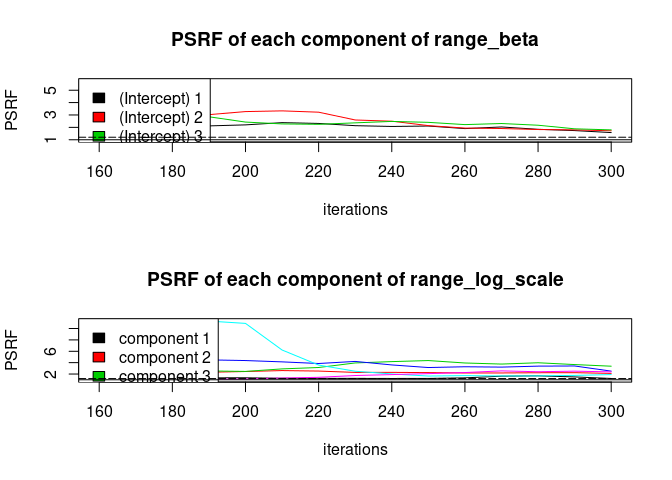 PSRF of each component of range_beta
PSRF
5
3
1
(Intercept) 1
(Intercept) 2
(Intercept) 3
160 180 200 220 240 260 280 300
iterations
PSRF of each component of range_log_scale
PSRF
6
2
component 1
component 2
component 3
160 180 200 220 240 260 280 300
iterations